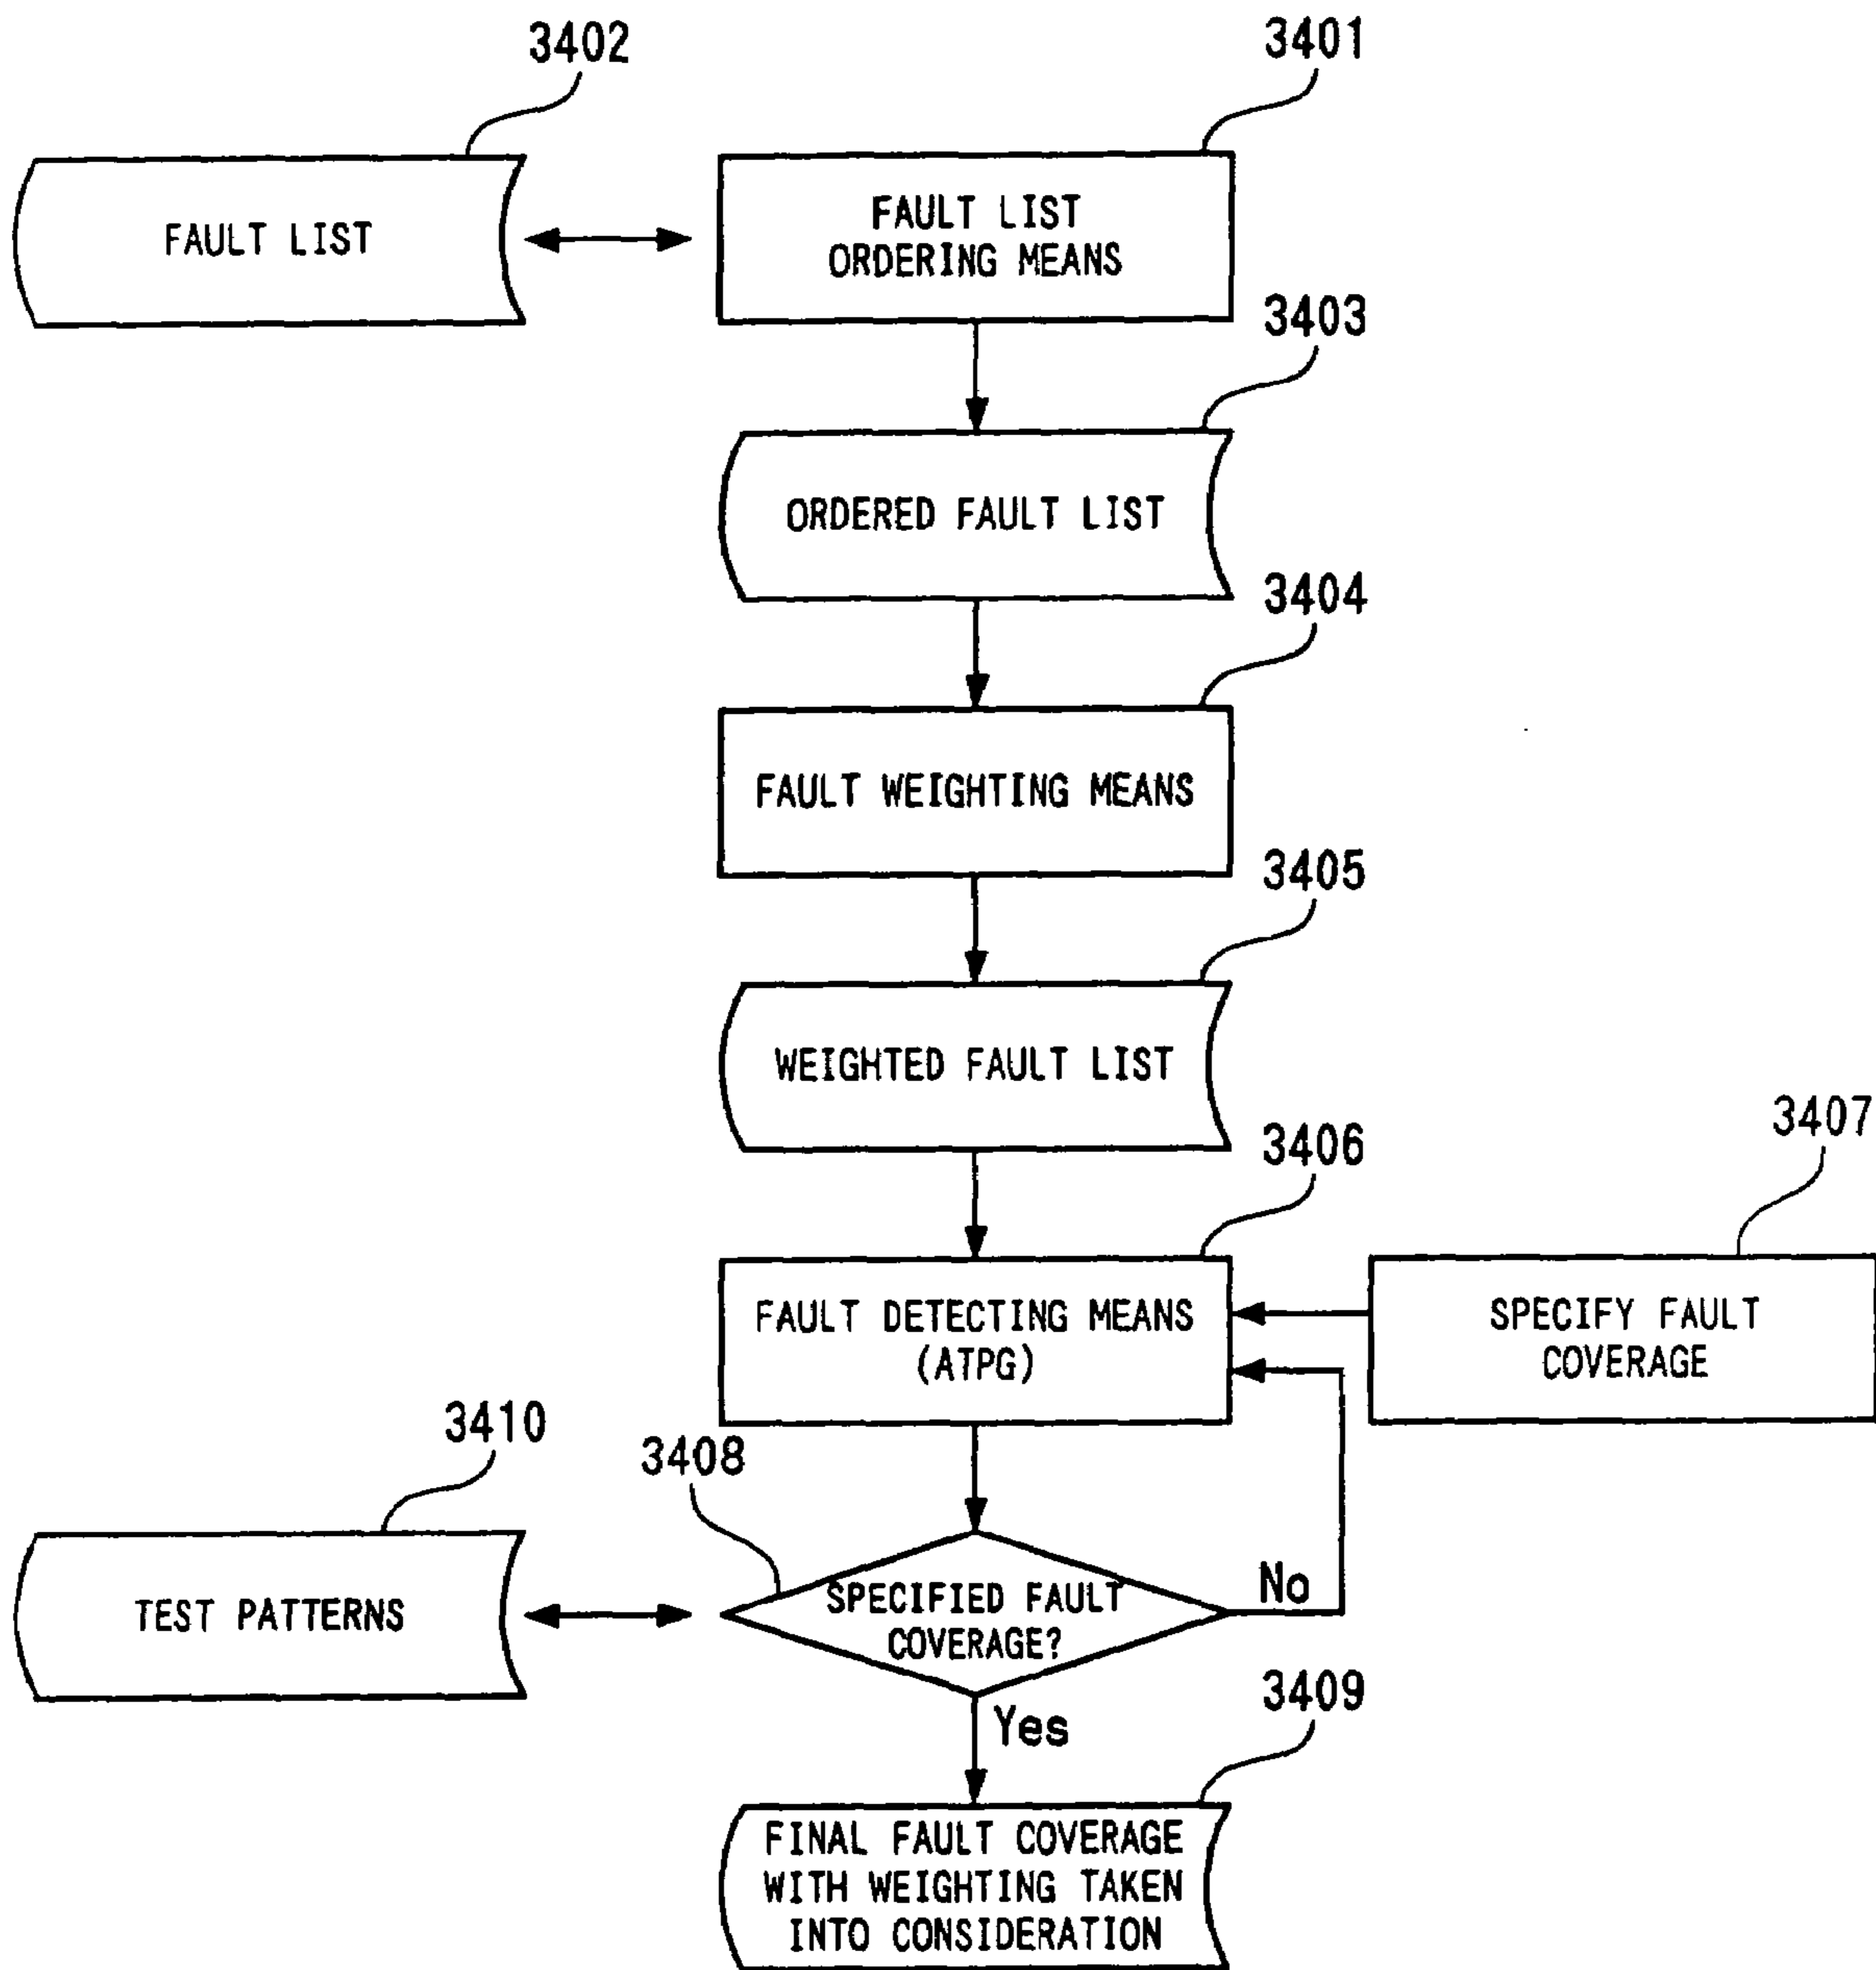 3402
3401
FAULT LIST
FAULT LIST
ORDERING MEANS
3403
ORDERED FAULT LIST
3404
FAULT WEIGHTING MEANS
3405
WEIGHTED FAULT LIST
3406
3407
FAULT DETECTING MEANS
(ATPG)
SPECIFY FAULT
COVERAGE
3410
3408
TEST PATTERNS
SPECIFIED FAULT
COVERAGE?
No
Yes
3409
FINAL FAULT COVERAGE
WITH WEIGHTING TAKEN
INTO CONSIDERATION